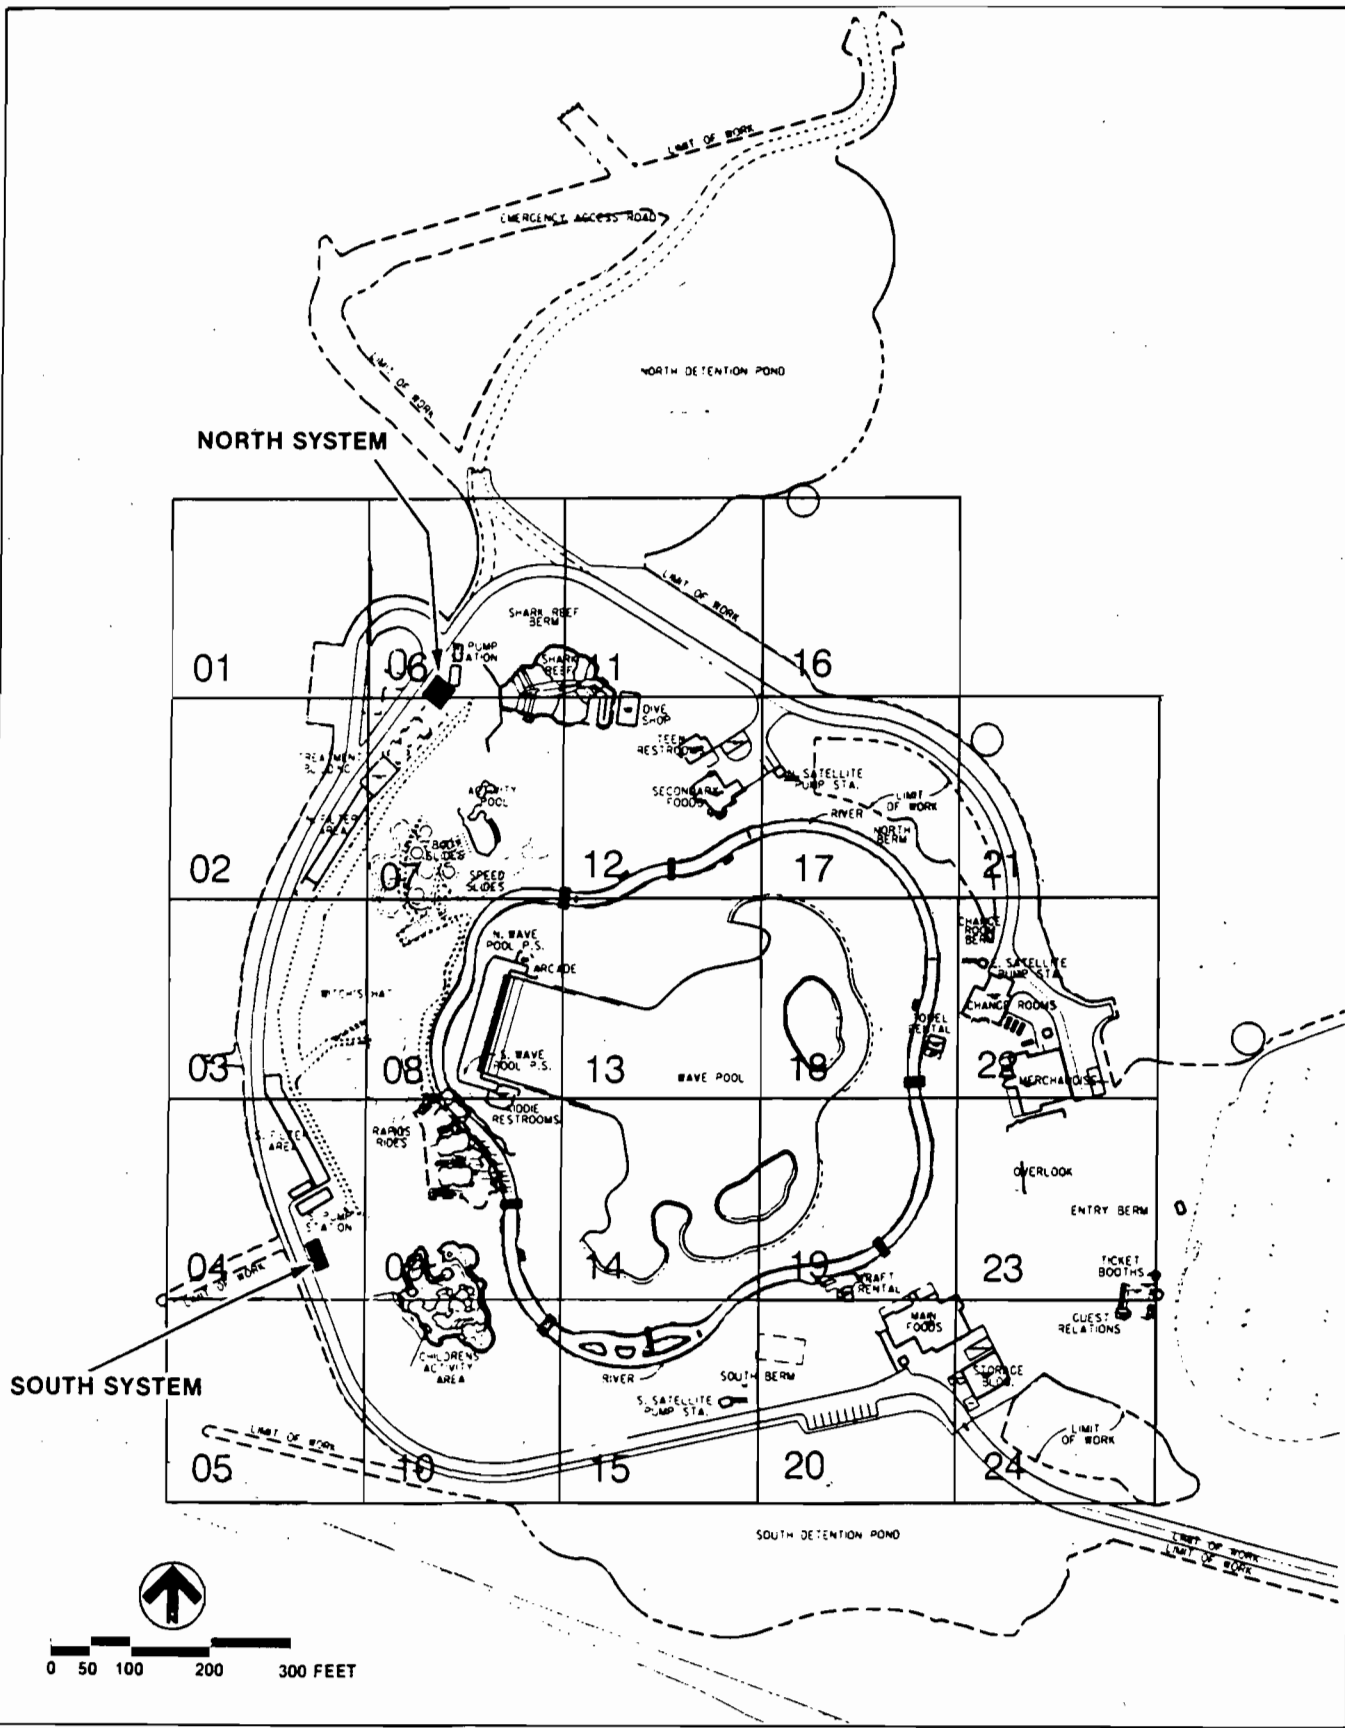 LIMIT OF WORK
EMERGENCY ACCESS ROAD
LIMIT OF WORK
NORTH DETENTION POND
NORTH SYSTEM
LIMIT OF WORK
SHARK REEF
BERM
PUMP
SHARK
REEF
01
06
11
16
DIVE
SHOP
TEEN
RESTROOMS
N. SATELLITE
PUMP STA.
ACTIVITY
POOL
SECONDARY
FOODS
LIMIT
OF WORK
RIVER
NORTH
BERM
BODY
SLIDES
SPEED
SLIDES
02
07
12
17
21
CHANGE
ROOM
BERM
N. WAVE
POOL P.S.
ARCADE
SATELLITE
PUMP STA.
WITCH'S HAT
CHANGE ROOMS
TOWEL
RENTAL
S. WAVE
POOL P.S.
03
08
13
WAVE POOL
18
MERCHANDISE
KIDDIE
RESTROOMS
RAPIDS
RIDES
AREA
OVERLOOK
ENTRY BERM
04
09
14
19
23
LIMIT OF WORK
TICKET
BOOTHS
RAFT
RENTAL
MAIN
FOODS
GUEST
RELATIONS
CHILDRENS
ACTIVITY
AREA
RIVER
SOUTH BERM
STORAGE
BLDG.
SOUTH SYSTEM
S. SATELLITE
PUMP STA.
LIMIT OF WORK
LIMIT
OF WORK
05
10
15
20
24
SOUTH DETENTION POND
LIMIT OF WORK
LIMIT OF WORK
N
0 50 100 200 300 FEET